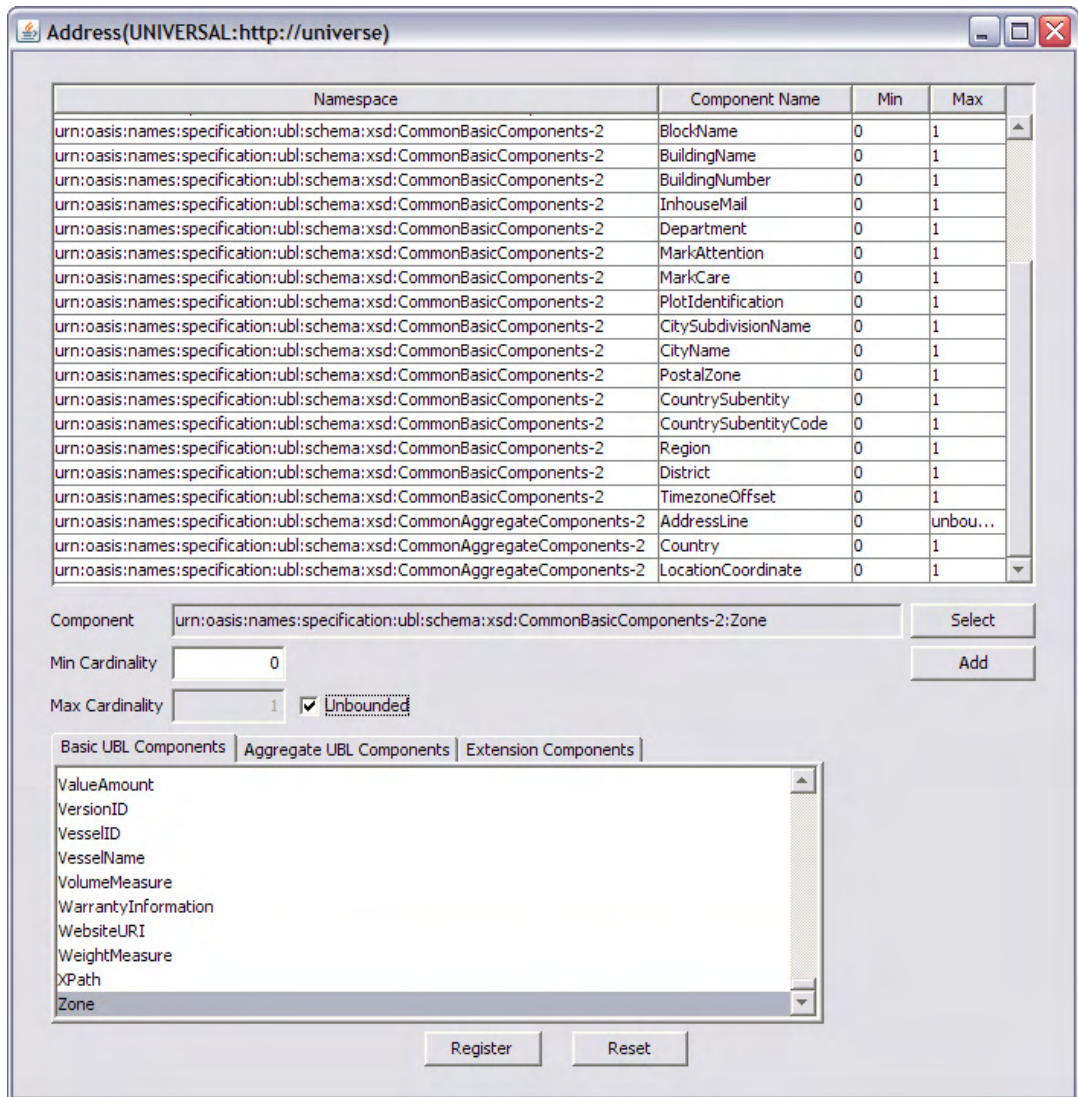 Address(UNIVERSAL:http://universe)
Namespace Component Name Min Max
urn:oasis:names:specification:ubl:schema:xsd:CommonBasicComponents-2 BlockName 0 1
urn:oasis:names:specification:ubl:schema:xsd:CommonBasicComponents-2 BuildingName 0 1
urn:oasis:names:specification:ubl:schema:xsd:CommonBasicComponents-2 BuildingNumber 0 1
urn:oasis:names:specification:ubl:schema:xsd:CommonBasicComponents-2 InhouseMail 0 1
urn:oasis:names:specification:ubl:schema:xsd:CommonBasicComponents-2 Department 0 1
urn:oasis:names:specification:ubl:schema:xsd:CommonBasicComponents-2 MarkAttention 0 1
urn:oasis:names:specification:ubl:schema:xsd:CommonBasicComponents-2 MarkCare 0 1
urn:oasis:names:specification:ubl:schema:xsd:CommonBasicComponents-2 PlotIdentification 0 1
urn:oasis:names:specification:ubl:schema:xsd:CommonBasicComponents-2 CitySubdivisionName 0 1
urn:oasis:names:specification:ubl:schema:xsd:CommonBasicComponents-2 CityName 0 1
urn:oasis:names:specification:ubl:schema:xsd:CommonBasicComponents-2 PostalZone 0 1
urn:oasis:names:specification:ubl:schema:xsd:CommonBasicComponents-2 CountrySubentity 0 1
urn:oasis:names:specification:ubl:schema:xsd:CommonBasicComponents-2 CountrySubentityCode 0 1
urn:oasis:names:specification:ubl:schema:xsd:CommonBasicComponents-2 Region 0 1
urn:oasis:names:specification:ubl:schema:xsd:CommonBasicComponents-2 District 0 1
urn:oasis:names:specification:ubl:schema:xsd:CommonBasicComponents-2 TimezoneOffset 0 1
urn:oasis:names:specification:ubl:schema:xsd:CommonAggregateComponents-2 AddressLine 0 unbou...
urn:oasis:names:specification:ubl:schema:xsd:CommonAggregateComponents-2 Country 0 1
urn:oasis:names:specification:ubl:schema:xsd:CommonAggregateComponents-2 LocationCoordinate 0 1
Component urn:oasis:names:specification:ubl:schema:xsd:CommonBasicComponents-2:Zone Select
Min Cardinality 0 Add
Max Cardinality 1 Unbounded
Basic UBL Components Aggregate UBL Components Extension Components
ValueAmount
VersionID
VesselID
VesselName
VolumeMeasure
WarrantyInformation
WebsiteURI
WeightMeasure
XPath
Zone
Register Reset